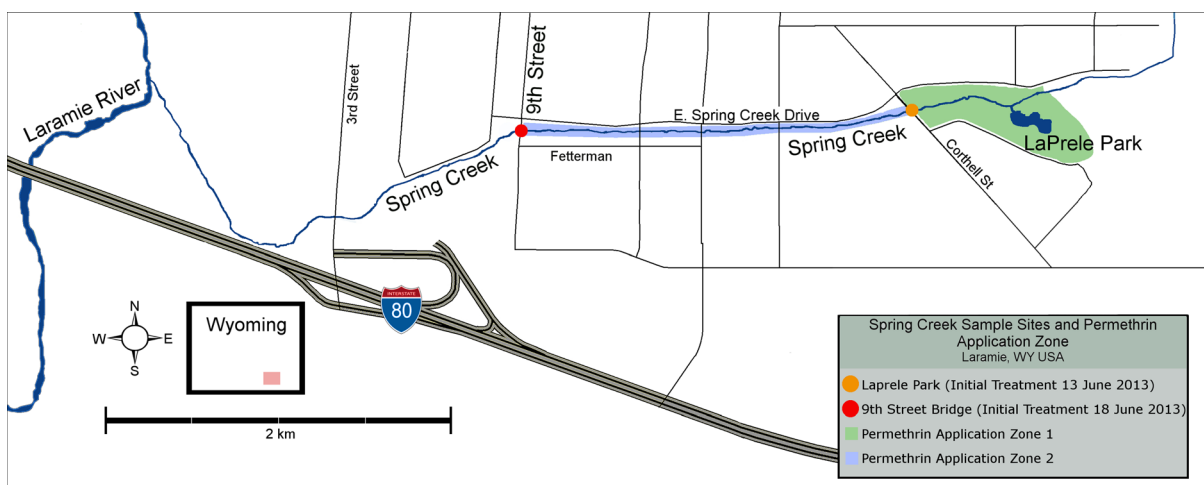 Laramie River
3rd Street
9th Street
E. Spring Creek Drive
Spring Creek
Fetterman
Spring Creek
LaPrele Park
Corthell St
INTERSTATE
80
N
W E
S
Wyoming
2 km
Spring Creek Sample Sites and Permethrin
Application Zone
Laramie, WY USA
Laprele Park (Initial Treatment 13 June 2013)
9th Street Bridge (Initial Treatment 18 June 2013)
Permethrin Application Zone 1
Permethrin Application Zone 2